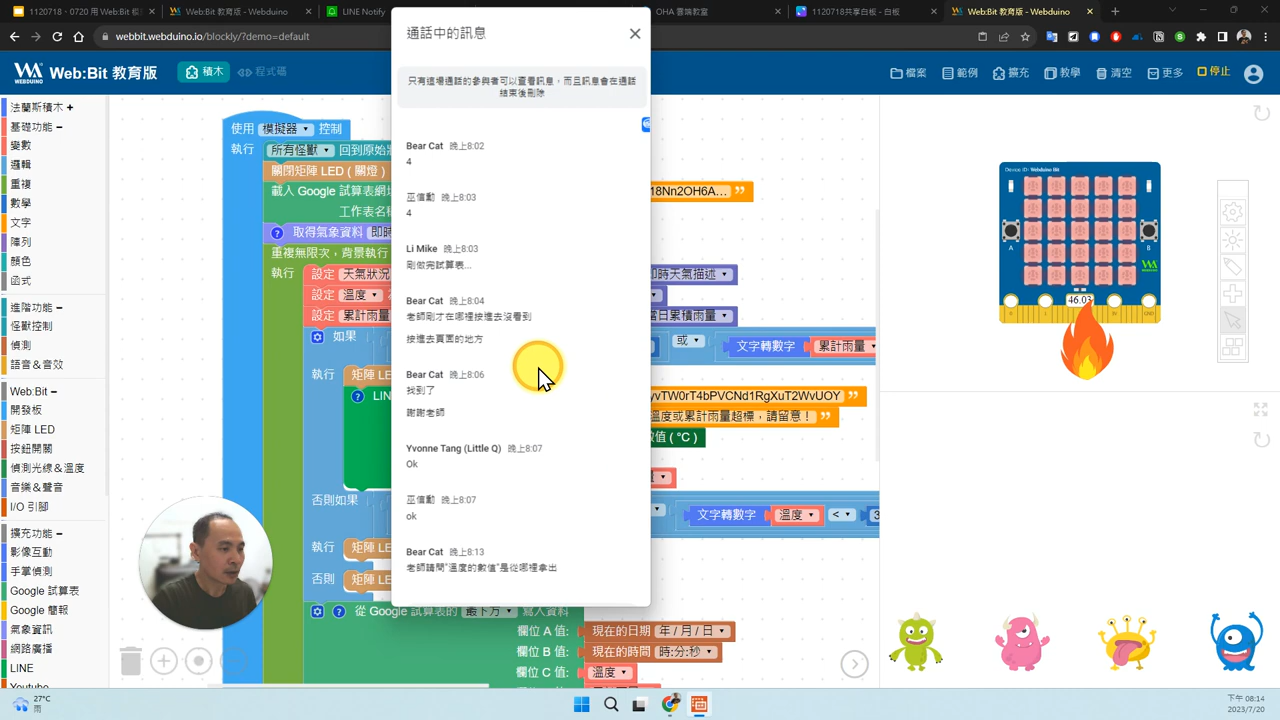 1120718 - 0720 用 Web:Bit 模
Web:Bit 教育版 - Webduino
LINE Notify
OHA 雲端教室
1120718共享白板 - 白板
Web:Bit 教育版 - Webduino
webbit.webduino.io/blockly/?demo=default
WEBDUINO
Web:Bit 教育版
積木
程式碼
檔案
範例
擴充
教學
清空
更多
停止
法蘭斯積木
基礎功能
變數
邏輯
重複
數學
文字
陣列
顏色
函式
進階功能
怪獸控制
偵測
語音＆音效
Web:Bit
開發板
矩陣 LED
按鈕開關
偵測光線＆溫度
音樂＆聲音
I/O 引腳
擴充功能
影像互動
手掌偵測
Google 試算表
Google 簡報
氣象資訊
網路廣播
LINE
Youtube
使用 模擬器 控制
執行
所有怪獸 回到原始
關閉矩陣 LED ( 關燈 )
載入 Google 試算表網
工作表名
取得氣象資料 即時
重複無限次，背景執行
執行
設定 天氣狀況
設定 溫度 為
設定 累計雨量
如果
執行
矩陣 LE
LIN
否則如果
執行
矩陣 LE
否則
矩陣 LE
從 Google 試算表的 最下方 寫入資料
欄位 A 值: 現在的日期 年 / 月 / 日
欄位 B 值: 現在的時間 時:分:秒
欄位 C 值: 溫度
通話中的訊息
只有這場通話的參與者可以查看訊息，而且訊息會在通話
結束後刪除
Bear Cat 晚上8:02
4
巫信勳 晚上8:03
4
Li Mike 晚上8:03
剛做完試算表...
Bear Cat 晚上8:04
老師剛才在哪裡按進去沒看到
按進去頁面的地方
Bear Cat 晚上8:06
找到了
謝謝老師
Yvonne Tang (Little Q) 晚上8:07
Ok
巫信勳 晚上8:07
ok
Bear Cat 晚上8:13
老師請問"溫度的數值"是從哪裡拿出
18Nn2OH6A...
即時天氣描述
當日累積雨量
或
文字轉數字 累計雨量
yvTW0rT4bPVCNd1RgXuT2WvUOY
溫度或累計雨量超標，請留意！
數值 ( °C )
文字轉數字 溫度 < 3
Device ID: Webduino Bit
A
B
46.03
27°C
雨
下午 08:14
2023/7/20